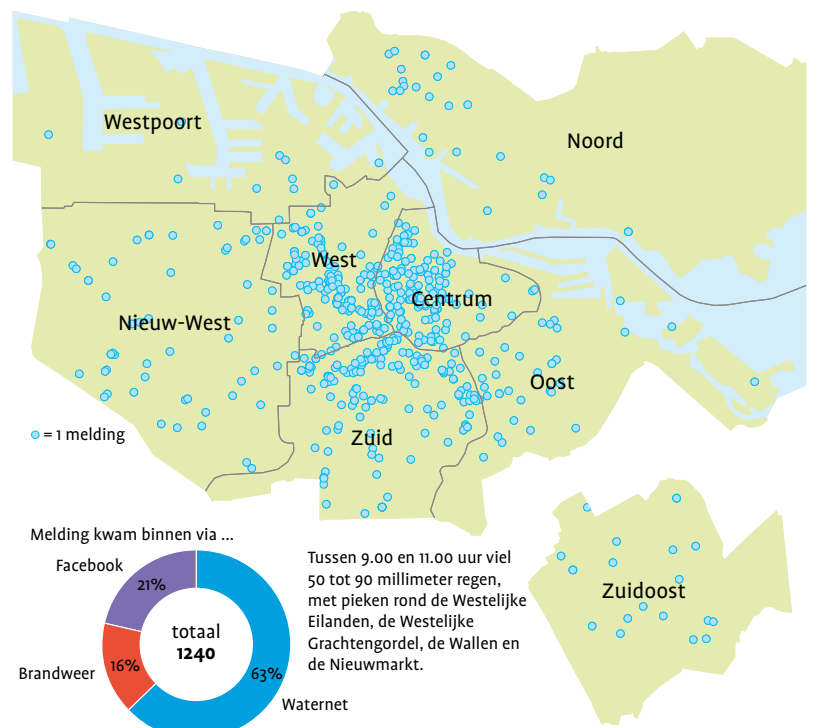 Westpoort
Noord
West
Centrum
Nieuw-West
Oost
= 1 melding
Zuid
Melding kwam binnen via ...
Facebook
21%
totaal
1240
Brandweer
16%
63%
Waternet
Tussen 9.00 en 11.00 uur viel
50 tot 90 millimeter regen,
met pieken rond de Westelijke
Eilanden, de Westelijke
Grachtengordel, de Wallen en
de Nieuwmarkt.
Zuidoost